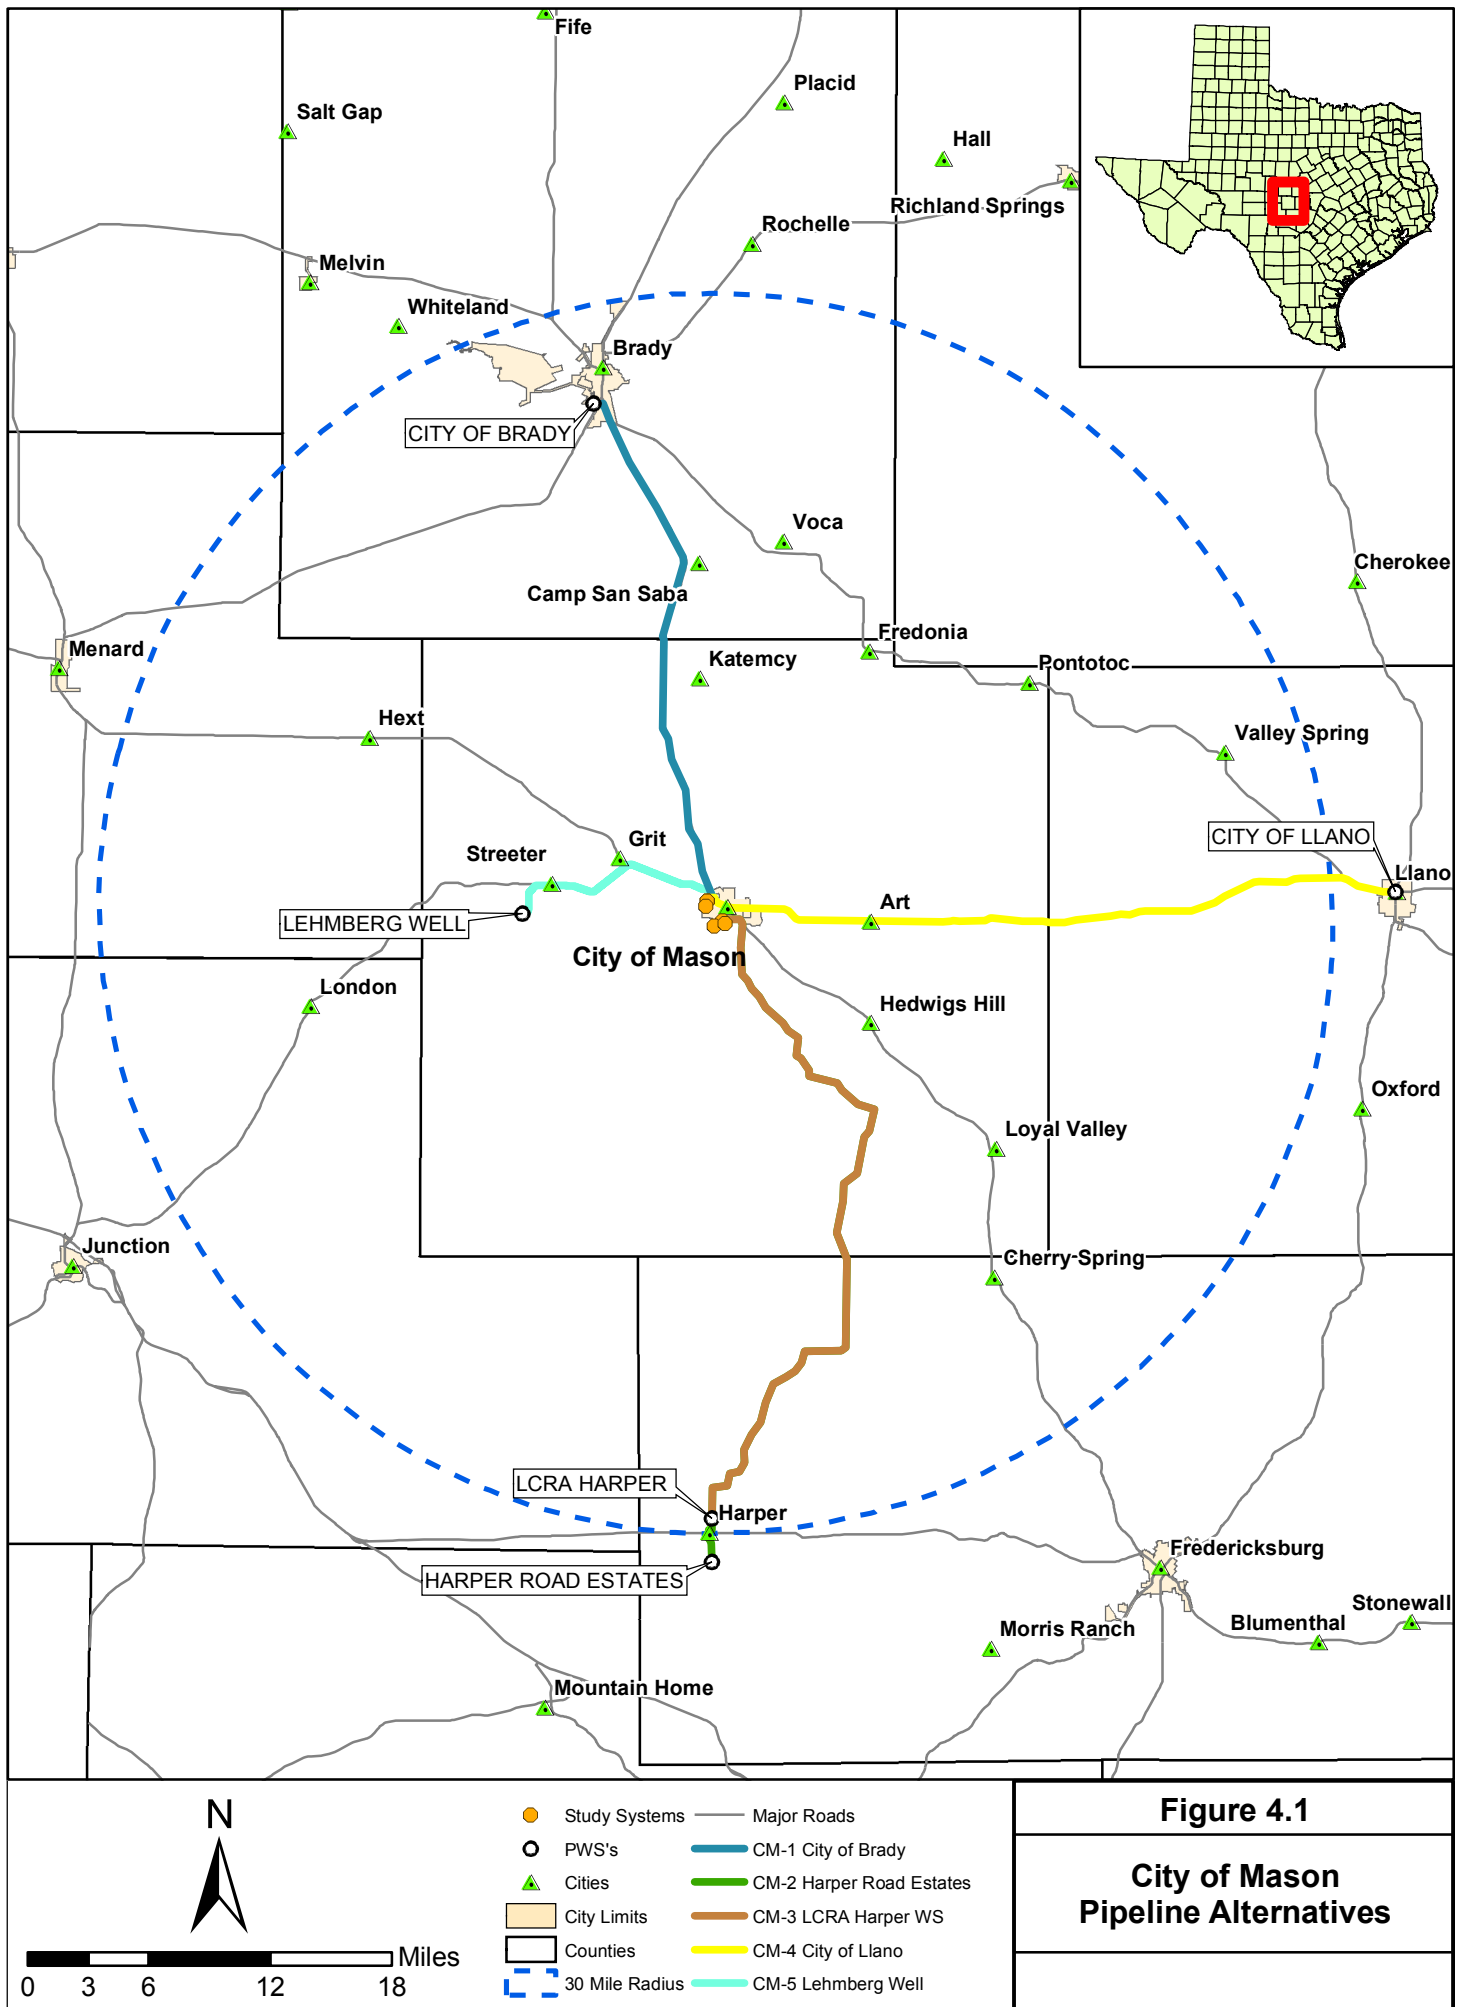 Fife
Placid
Salt Gap
Hall
Richland Springs
Rochelle
Melvin
Whiteland
Brady
CITY OF BRADY
Voca
Cherokee
Camp San Saba
Fredonia
Menard
Katemcy
Pontotoc
Hext
Valley Spring
Grit
CITY OF LLANO
Streeter
Llano
Art
LEHMBERG WELL
City of Mason
London
Hedwigs Hill
Oxford
Loyal Valley
Junction
Cherry Spring
LCRA HARPER
Harper
Fredericksburg
HARPER ROAD ESTATES
Stonewall
Morris Ranch
Blumenthal
Mountain Home
N
Miles
0 3 6 12 18
Study Systems
PWS's
Cities
City Limits
Counties
30 Mile Radius
Major Roads
CM-1 City of Brady
CM-2 Harper Road Estates
CM-3 LCRA Harper WS
CM-4 City of Llano
CM-5 Lehmberg Well
Figure 4.1
City of Mason
Pipeline Alternatives